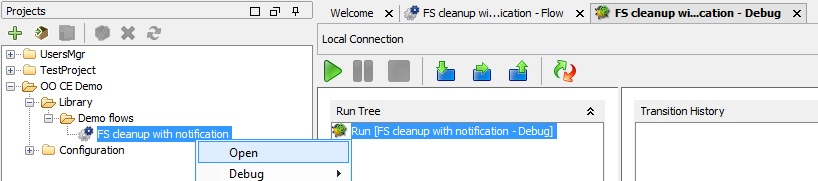 Projects
UsersMgr
TestProject
OO CE Demo
Library
Demo flows
FS cleanup with notification
Configuration
Open
Debug
Welcome
FS cleanup wi...ication - Flow
FS cleanup wi...cation - Debug
Local Connection
Run Tree
Transition History
Run [FS cleanup with notification - Debug]